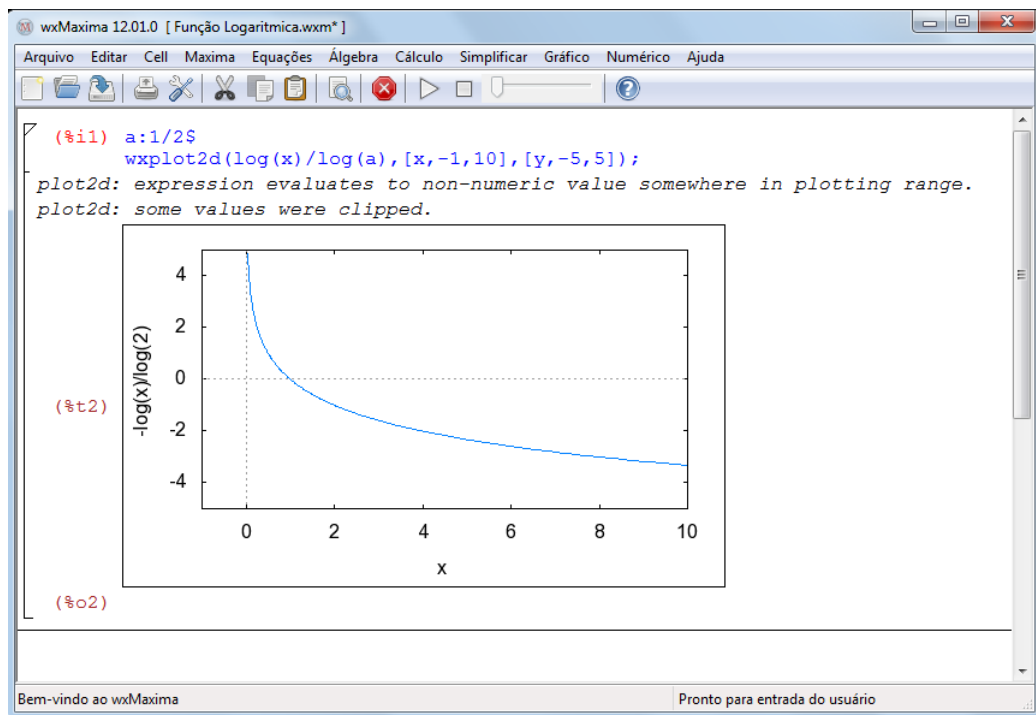 wxMaxima 12.01.0 [ Função Logaritmica.wxm* ]
Arquivo Editar Cell Maxima Equações Álgebra Cálculo Simplificar Gráfico Numérico Ajuda
(%i1) a:1/2$
wxplot2d(log(x)/log(a),[x,-1,10],[y,-5,5]);
plot2d: expression evaluates to non-numeric value somewhere in plotting range.
plot2d: some values were clipped.
(%t2)
-log(x)/log(2)
4
2
0
-2
-4
0 2 4 6 8 10
x
(%o2)
Bem-vindo ao wxMaxima Pronto para entrada do usuário